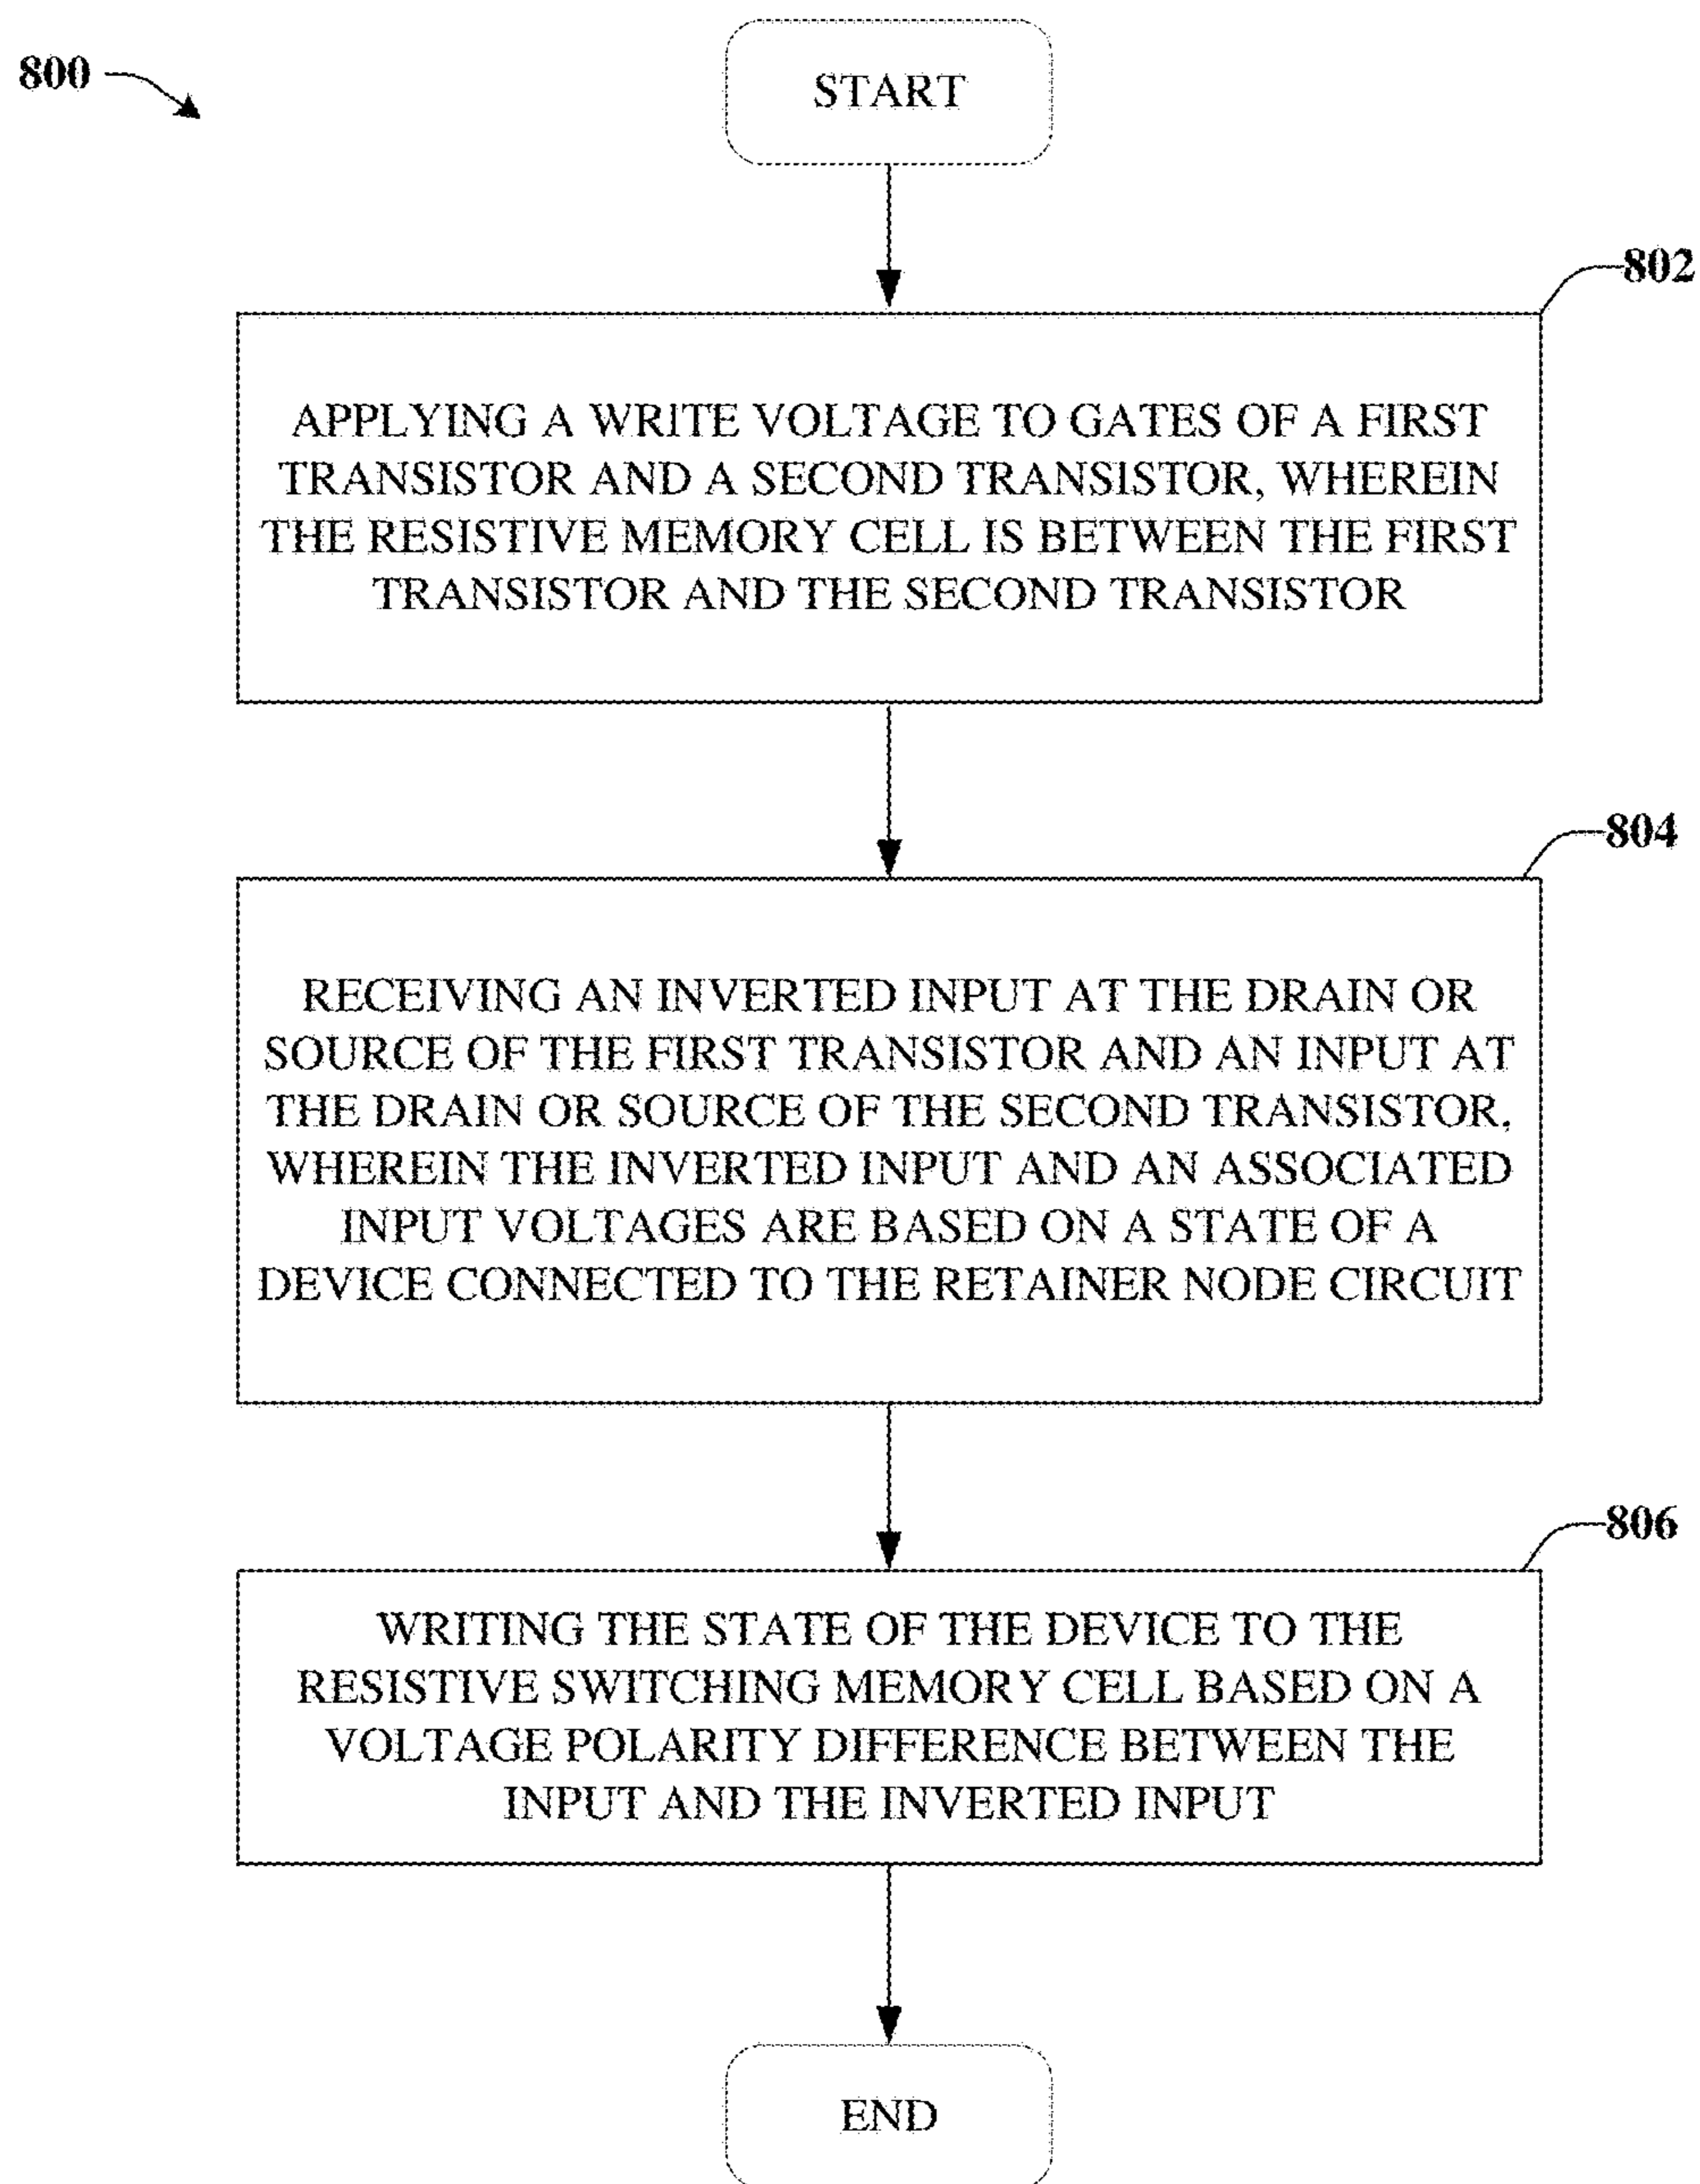 800
START
802
APPLYING A WRITE VOLTAGE TO GATES OF A FIRST
TRANSISTOR AND A SECOND TRANSISTOR, WHEREIN
THE RESISTIVE MEMORY CELL IS BETWEEN THE FIRST
TRANSISTOR AND THE SECOND TRANSISTOR
804
RECEIVING AN INVERTED INPUT AT THE DRAIN OR
SOURCE OF THE FIRST TRANSISTOR AND AN INPUT AT
THE DRAIN OR SOURCE OF THE SECOND TRANSISTOR,
WHEREIN THE INVERTED INPUT AND AN ASSOCIATED
INPUT VOLTAGES ARE BASED ON A STATE OF A
DEVICE CONNECTED TO THE RETAINER NODE CIRCUIT
806
WRITING THE STATE OF THE DEVICE TO THE
RESISTIVE SWITCHING MEMORY CELL BASED ON A
VOLTAGE POLARITY DIFFERENCE BETWEEN THE
INPUT AND THE INVERTED INPUT
END